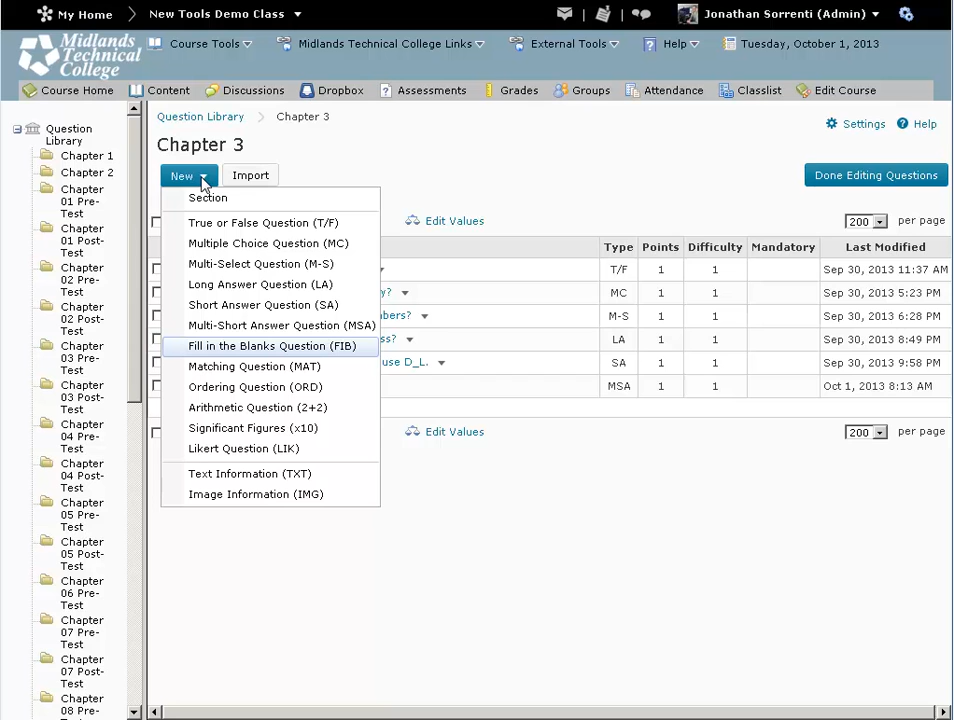 My Home
New Tools Demo Class
Jonathan Sorrenti (Admin)
Midlands
Technical
College
Course Tools
Midlands Technical College Links
External Tools
Help
Tuesday, October 1, 2013
Course Home
Content
Discussions
Dropbox
Assessments
Grades
Groups
Attendance
Classlist
Edit Course
Question
Library
Chapter 1
Chapter 2
Chapter
01 Pre-
Test
Chapter
01 Post-
Test
Chapter
02 Pre-
Test
Chapter
02 Post-
Test
Chapter
03 Pre-
Test
Chapter
03 Post-
Test
Chapter
04 Pre-
Test
Chapter
04 Post-
Test
Chapter
05 Pre-
Test
Chapter
05 Post-
Test
Chapter
06 Pre-
Test
Chapter
07 Pre-
Test
Chapter
07 Post-
Test
Chapter
08 Pre-
Question Library
Chapter 3
Settings
Help
Chapter 3
New
Import
Done Editing Questions
Section
True or False Question (T/F)
Multiple Choice Question (MC)
Multi-Select Question (M-S)
Long Answer Question (LA)
Short Answer Question (SA)
Multi-Short Answer Question (MSA)
Fill in the Blanks Question (FIB)
Matching Question (MAT)
Ordering Question (ORD)
Arithmetic Question (2+2)
Significant Figures (x10)
Likert Question (LIK)
Text Information (TXT)
Image Information (IMG)
Edit Values
200 per page
Type Points Difficulty Mandatory Last Modified
T/F 1 1 Sep 30, 2013 11:37 AM
y? MC 1 1 Sep 30, 2013 5:23 PM
nbers? M-S 1 1 Sep 30, 2013 6:28 PM
ss? LA 1 1 Sep 30, 2013 8:49 PM
use D_L. SA 1 1 Sep 30, 2013 9:58 PM
MSA 1 1 Oct 1, 2013 8:13 AM
Edit Values
200 per page